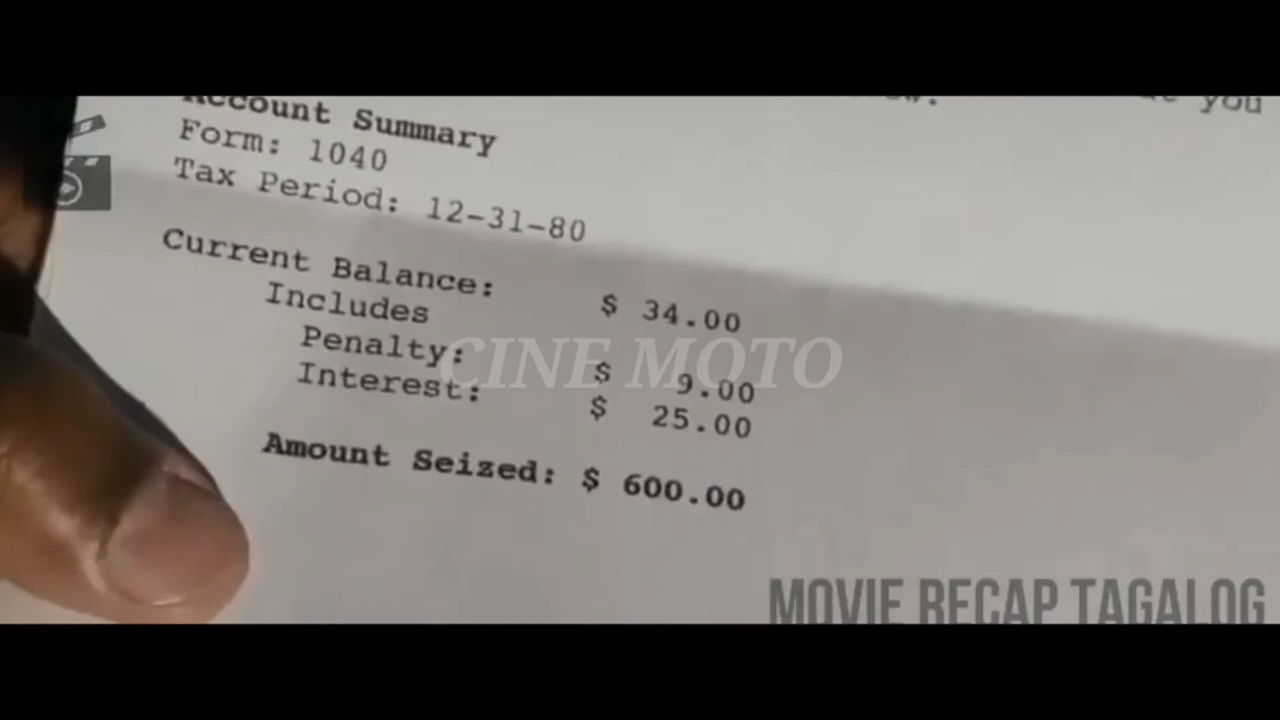 Account Summary
you
Form: 1040
Tax Period: 12-31-80
Current Balance: $ 34.00
Includes
Penalty: $ 9.00
Interest: $ 25.00
Amount Seized: $ 600.00
CINE MOTO
MOVIE RECAP TAGALOG